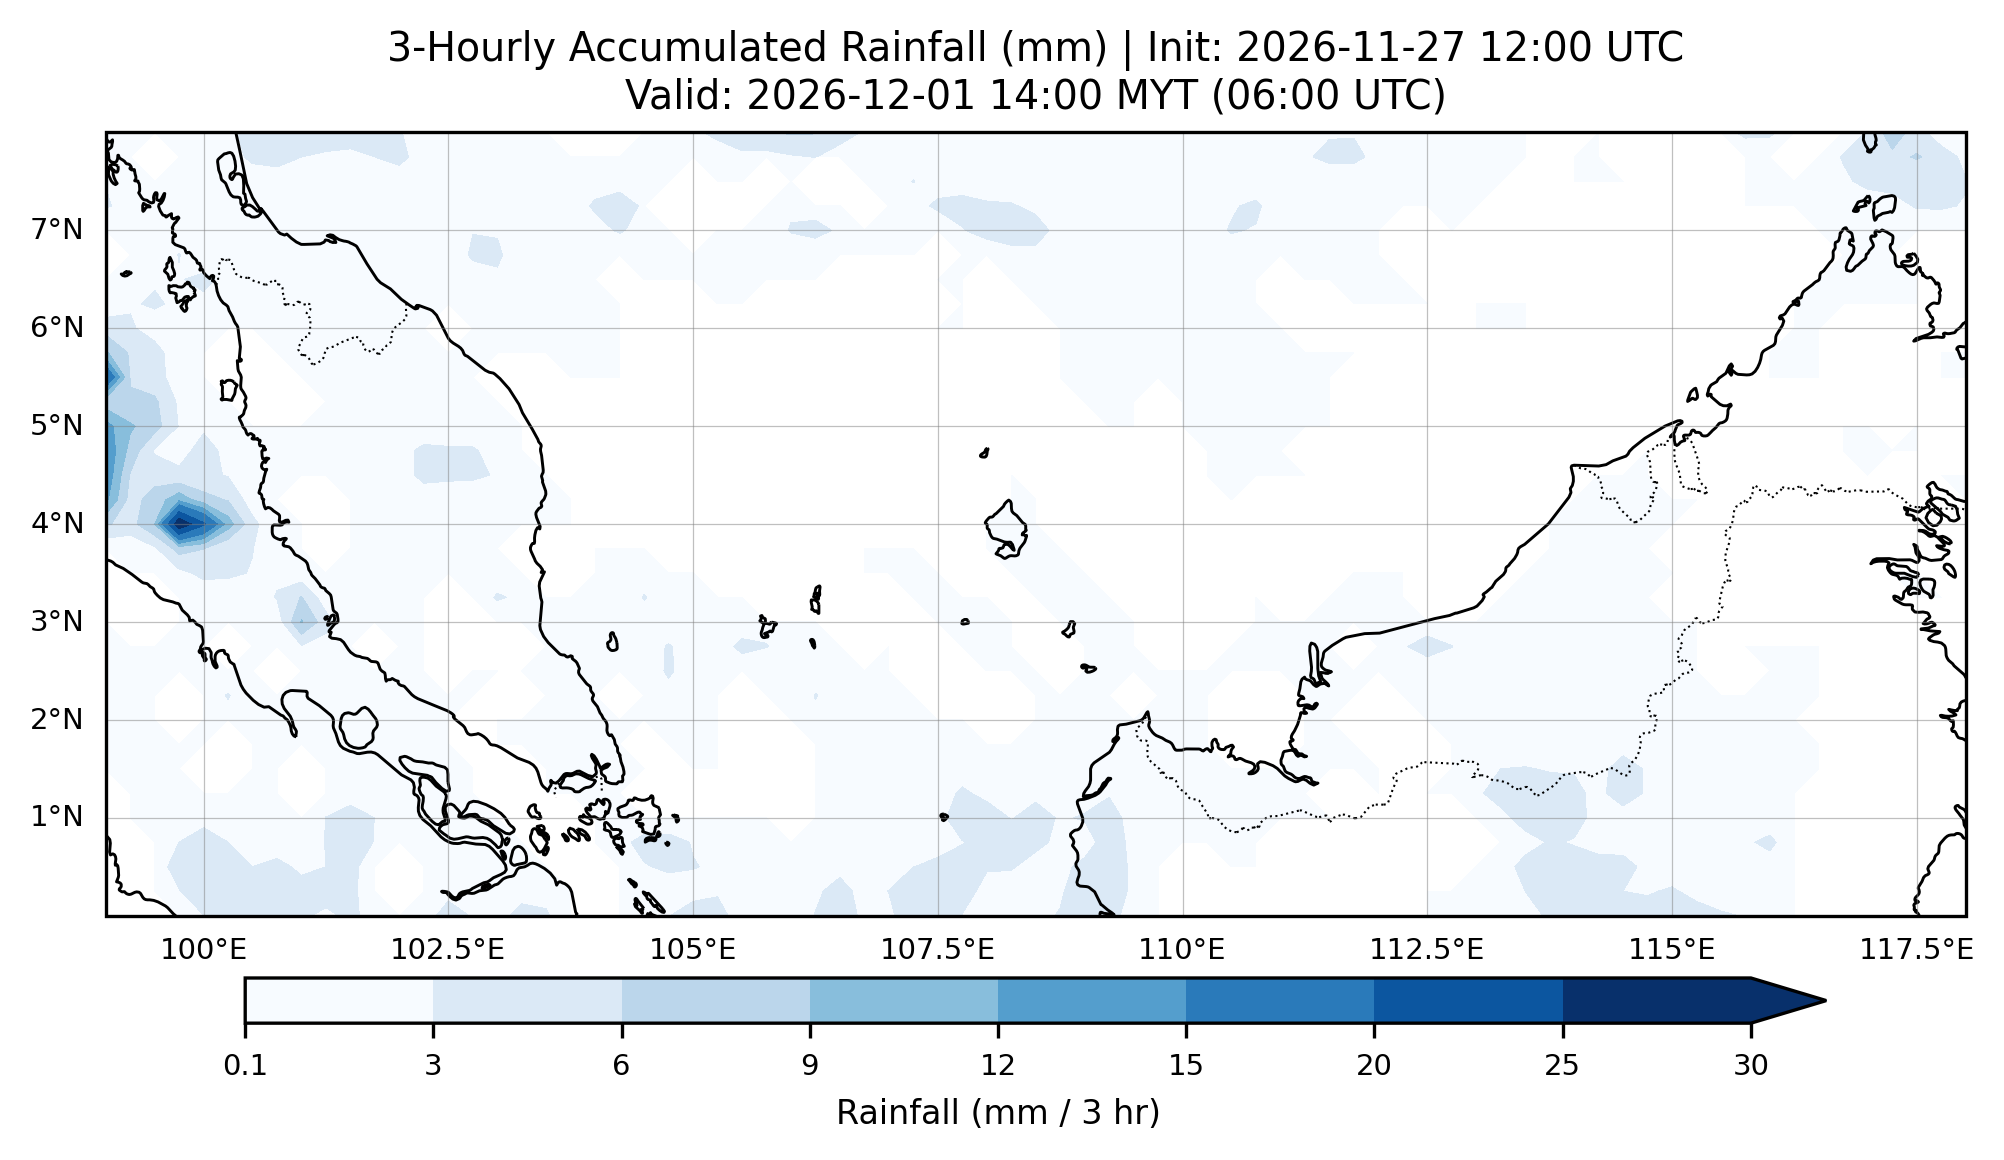 3-Hourly Accumulated Rainfall (mm) | Init: 2026-11-27 12:00 UTC
Valid: 2026-12-01 14:00 MYT (06:00 UTC)
7°N
6°N
5°N
4°N
3°N
2°N
1°N
100°E 102.5°E 105°E 107.5°E 110°E 112.5°E 115°E 117.5°E
0.1 3 6 9 12 15 20 25 30
Rainfall (mm / 3 hr)